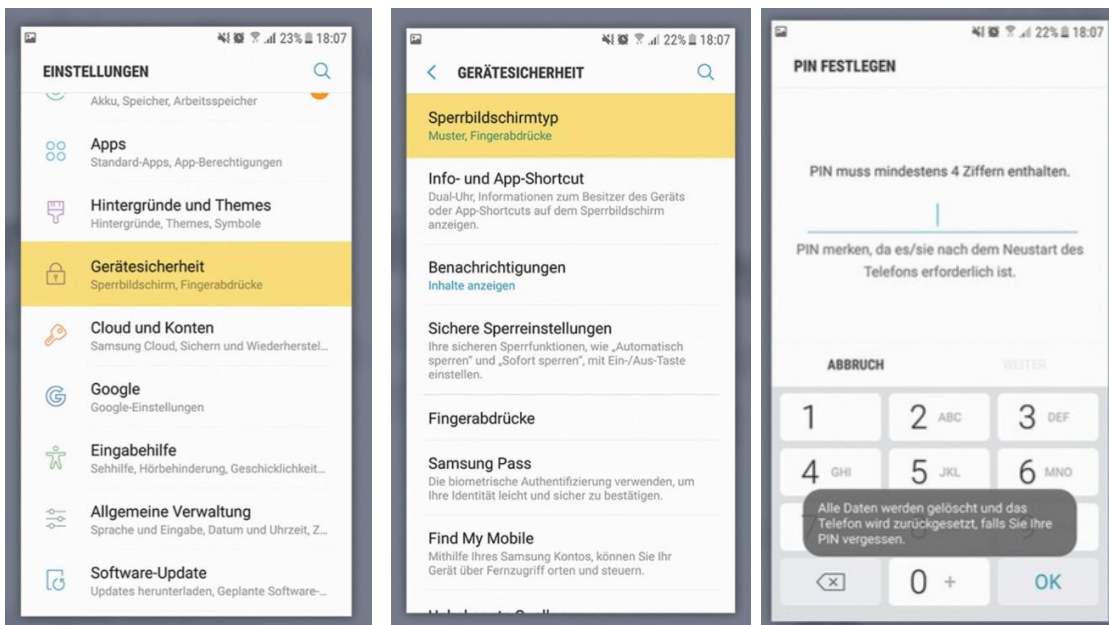 23% 18:07
EINSTELLUNGEN
Akku, Speicher, Arbeitsspeicher
Apps
Standard-Apps, App-Berechtigungen
Hintergründe und Themes
Hintergründe, Themes, Symbole
Gerätesicherheit
Sperrbildschirm, Fingerabdrücke
Cloud und Konten
Samsung Cloud, Sichern und Wiederherstel...
Google
Google-Einstellungen
Eingabehilfe
Sehhilfe, Hörbehinderung, Geschicklichkeit...
Allgemeine Verwaltung
Sprache und Eingabe, Datum und Uhrzeit, Z...
Software-Update
Updates herunterladen, Geplante Software-...
22% 18:07
GERÄTESICHERHEIT
Sperrbildschirmtyp
Muster, Fingerabdrücke
Info- und App-Shortcut
Dual-Uhr, Informationen zum Besitzer des Geräts
oder App-Shortcuts auf dem Sperrbildschirm
anzeigen.
Benachrichtigungen
Inhalte anzeigen
Sichere Sperreinstellungen
Ihre sicheren Sperrfunktionen, wie „Automatisch
sperren" und „Sofort sperren", mit Ein-/Aus-Taste
einstellen.
Fingerabdrücke
Samsung Pass
Die biometrische Authentifizierung verwenden, um
Ihre Identität leicht und sicher zu bestätigen.
Find My Mobile
Mithilfe Ihres Samsung Kontos, können Sie Ihr
Gerät über Fernzugriff orten und steuern.
22% 18:07
PIN FESTLEGEN
PIN muss mindestens 4 Ziffern enthalten.
PIN merken, da es/sie nach dem Neustart des
Telefons erforderlich ist.
ABBRUCH WEITER
1 2 ABC 3 DEF
4 GHI 5 JKL 6 MNO
Alle Daten werden gelöscht und das
Telefon wird zurückgesetzt, falls Sie Ihre
PIN vergessen.
0 + OK